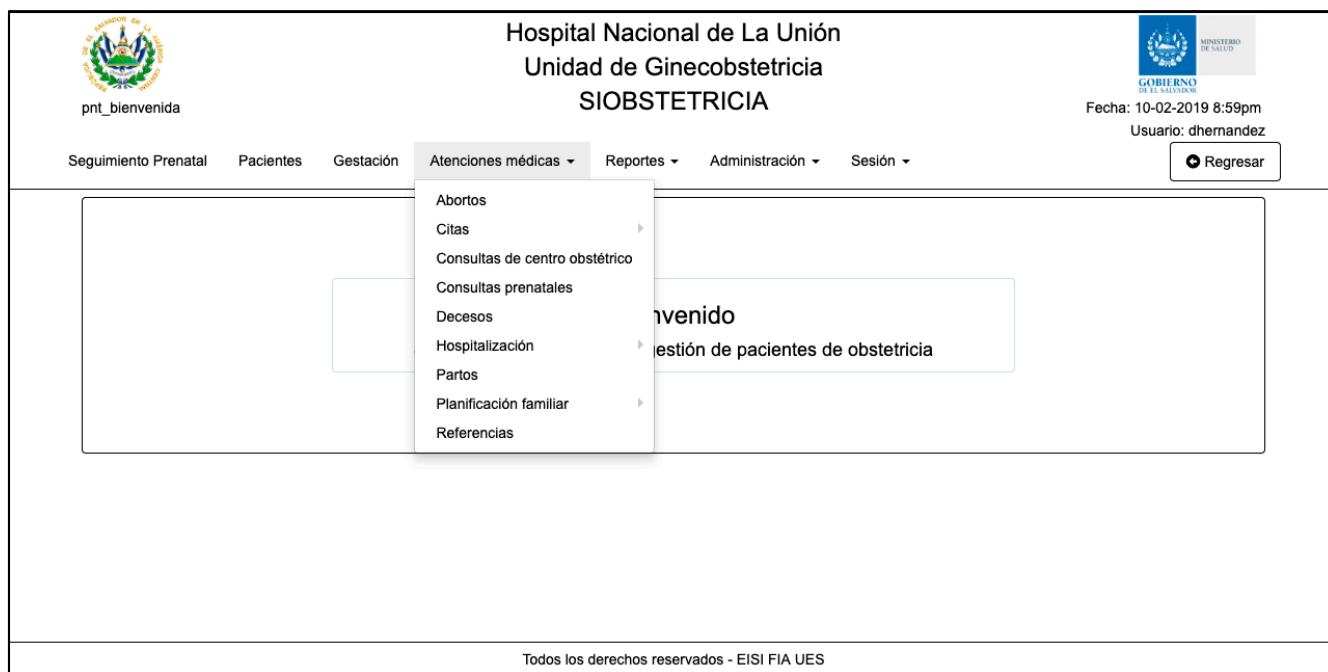 Hospital Nacional de La Unión
Unidad de Ginecobstetricia
SIOBSTETRICIA
MINISTERIO
DE SALUD
GOBIERNO
DE EL SALVADOR
pnt_bienvenida
Fecha: 10-02-2019 8:59pm
Usuario: dhernandez
Seguimiento Prenatal Pacientes Gestación Atenciones médicas Reportes Administración Sesión Regresar
Abortos
Citas
Consultas de centro obstétrico
Consultas prenatales
Decesos
nvenido
Hospitalización
estión de pacientes de obstetricia
Partos
Planificación familiar
Referencias
Todos los derechos reservados - EISI FIA UES